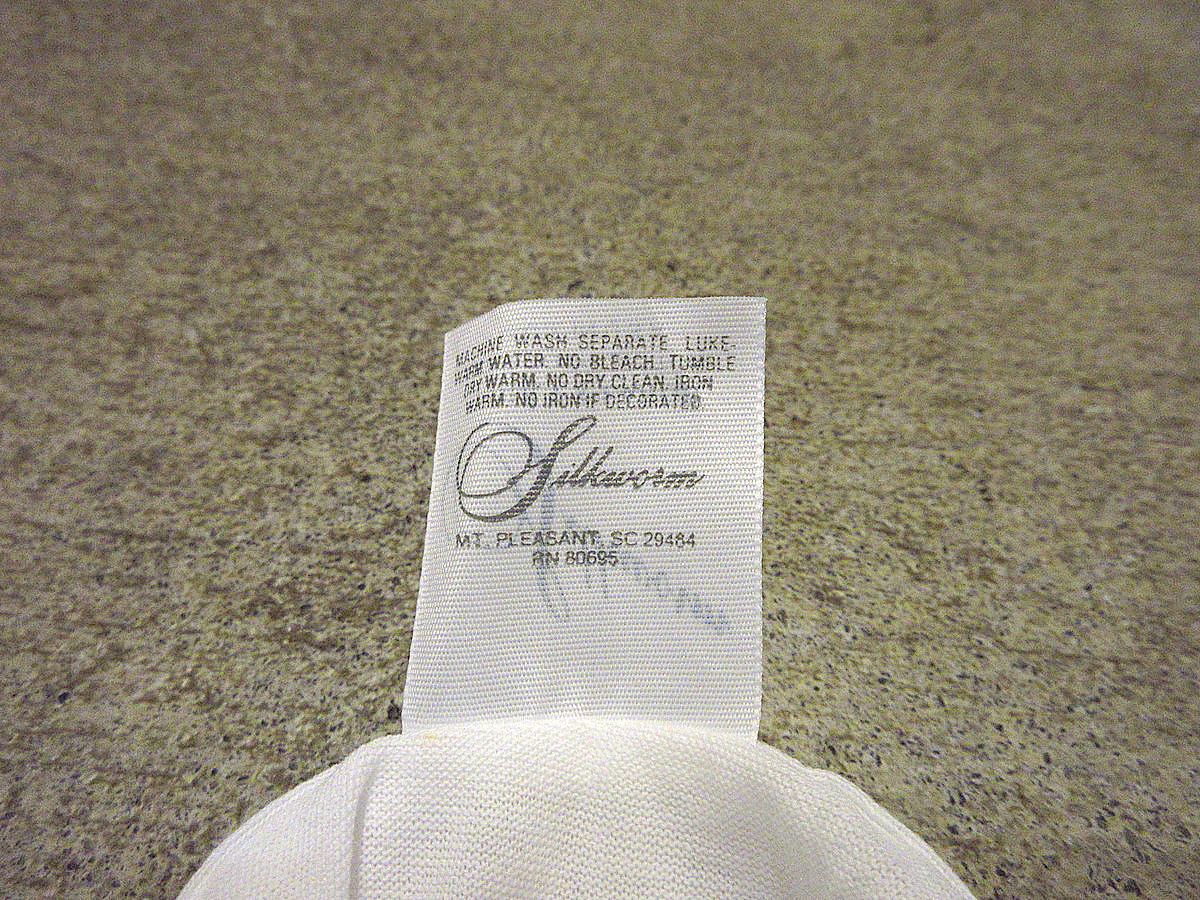 MACHINE WASH SEPARATE LUKE
WARM WATER. NO BLEACH. TUMBLE
DRY WARM. NO DRY CLEAN. IRON
WARM. NO IRON IF DECORATED.
Silkworm
MT. PLEASANT, SC 29464
RN 80695